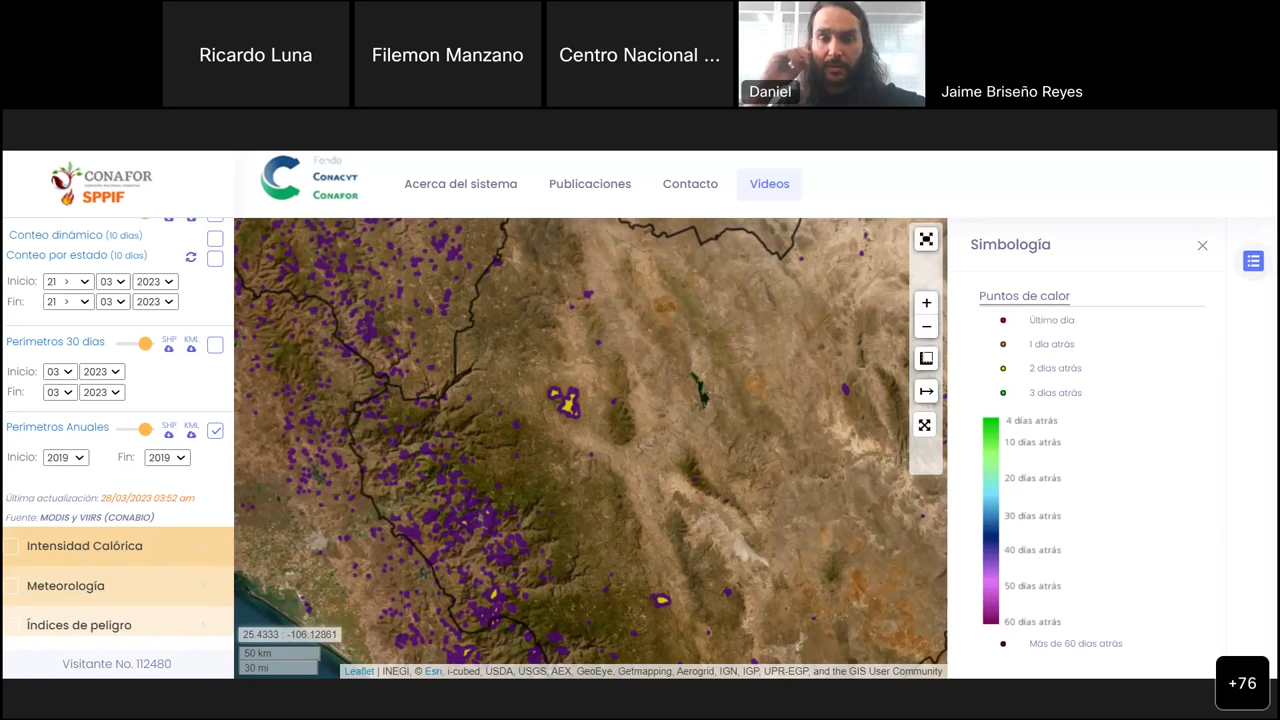 Ricardo Luna
Filemon Manzano
Centro Nacional ...
Daniel
Jaime Briseño Reyes
CONAFOR
SPPIF
Fondo
CONACYT
CONAFOR
Acerca del sistema
Publicaciones
Contacto
Videos
Conteo dinámico (10 días)
Conteo por estado (10 días)
Inicio: 21 > 03 2023
Fin: 21 > 03 2023
Perimetros 30 dias SHP KML
Inicio: 03 2023
Fin: 03 2023
Perimetros Anuales SHP KML
Inicio: 2019 Fin: 2019
Última actualización: 28/03/2023 03:52 am
Fuente: MODIS y VIIRS (CONABIO)
Intensidad Calórica
Meteorología
Índices de peligro
Visitante No. 112480
+
−
25.4333 : -106.12861
50 km
30 mi
Leaflet | INEGI, © Esri, i-cubed, USDA, USGS, AEX, GeoEye, Getmapping, Aerogrid, IGN, IGP, UPR-EGP, and the GIS User Community
Simbología
Puntos de calor
Último día
1 día atrás
2 días atrás
3 días atrás
4 días atrás
10 días atrás
20 días atrás
30 días atrás
40 días atrás
50 días atrás
60 días atrás
Más de 60 días atrás
+76